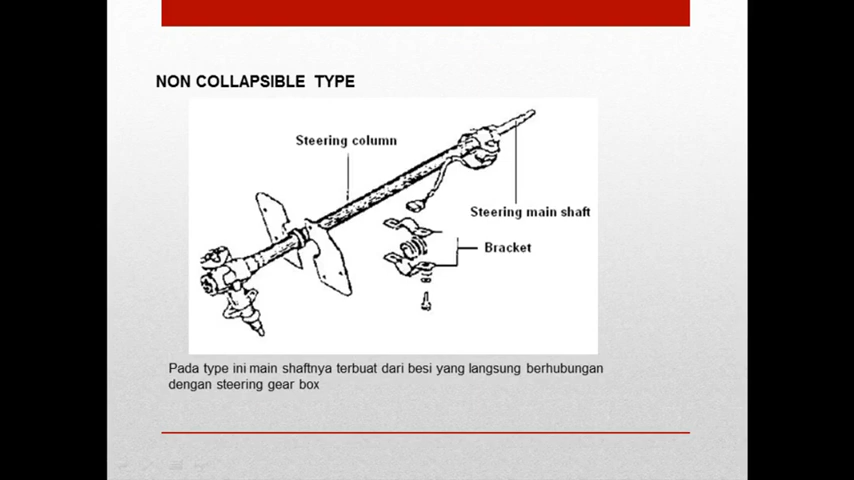 NON COLLAPSIBLE TYPE
Steering column
Steering main shaft
Bracket
Pada type ini main shaftnya terbuat dari besi yang langsung berhubungan
dengan steering gear box